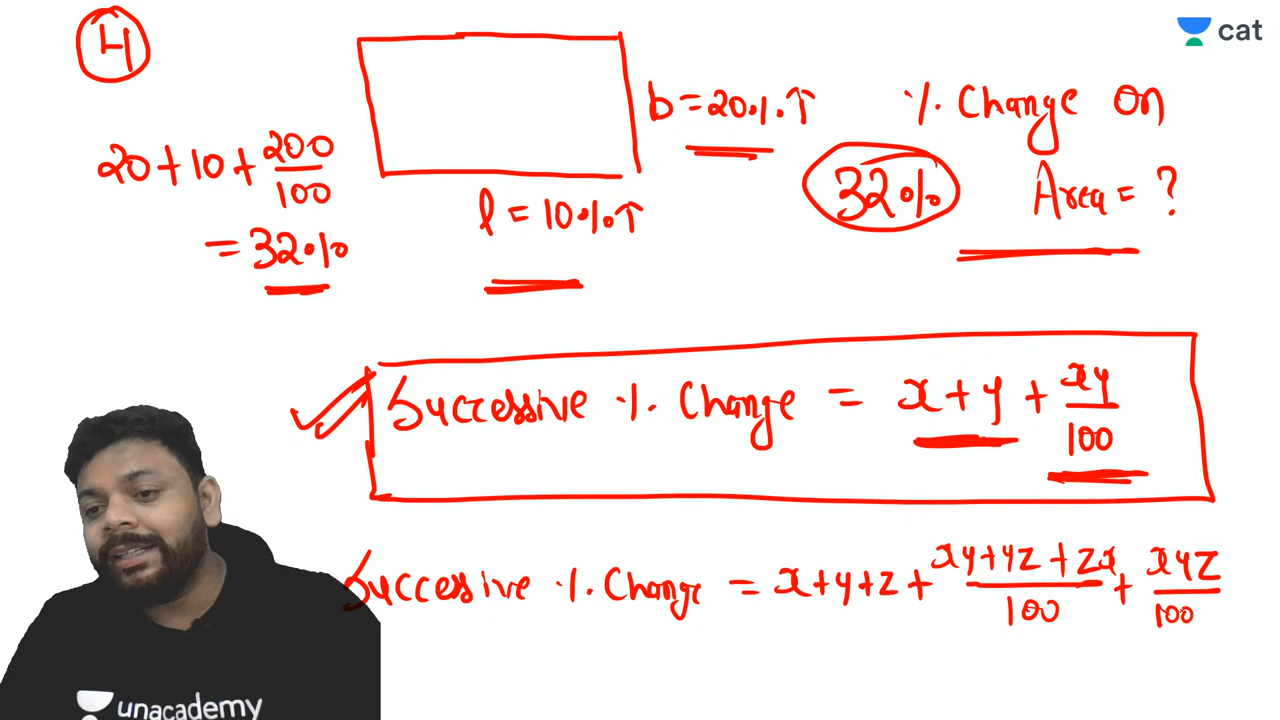 4
cat
b = 20% ↑
% Change on
Area = ?
32%
20 + 10 + 200/100
= 32%
l = 10% ↑
Successive % Change = x + y + xy/100
Successive % Change = x + y + z + xy + yz + zx/100 + xyz/100
unacademy